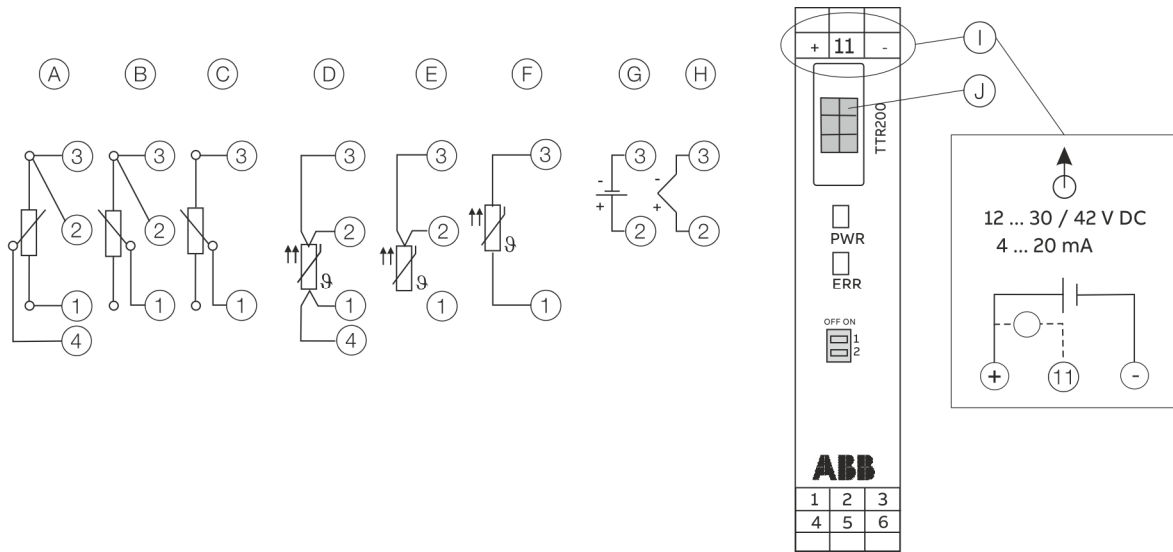 A B C D E F G H
3 3 3 3 3 3 3 3
2 2 2 2 2 2
1 1 1 1 1 1
4 4
ϑ ϑ ϑ
- +
- +
+ 11 -
I
J
TTR200
PWR
ERR
OFF ON
1
2
ABB
1 2 3
4 5 6
12 ... 30 / 42 V DC
4 ... 20 mA
+ 11 -